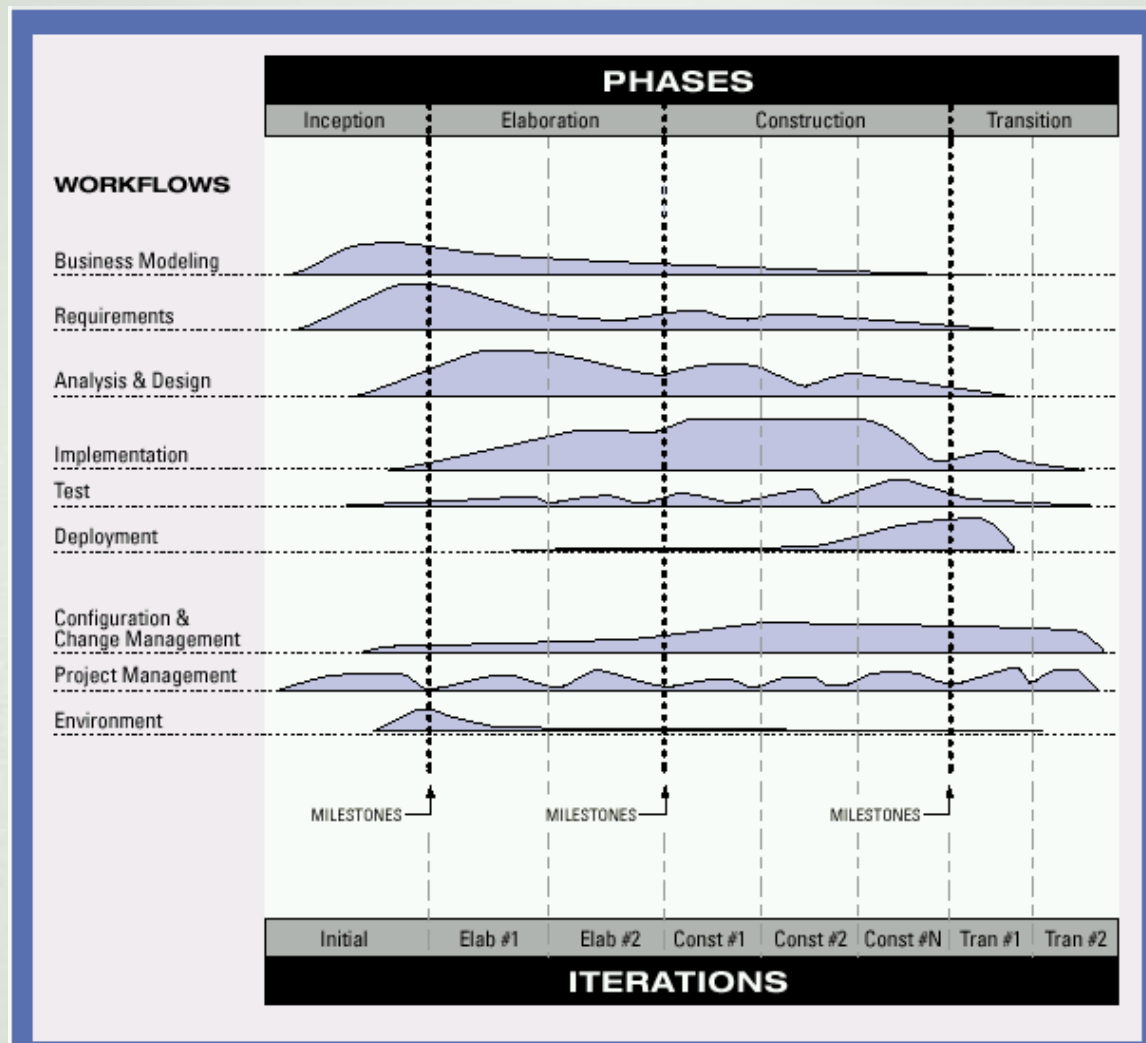 PHASES
Inception Elaboration Construction Transition
WORKFLOWS
Business Modeling
Requirements
Analysis & Design
Implementation
Test
Deployment
Configuration &
Change Management
Project Management
Environment
MILESTONES MILESTONES MILESTONES
Initial Elab #1 Elab #2 Const #1 Const #2 Const #N Tran #1 Tran #2
ITERATIONS